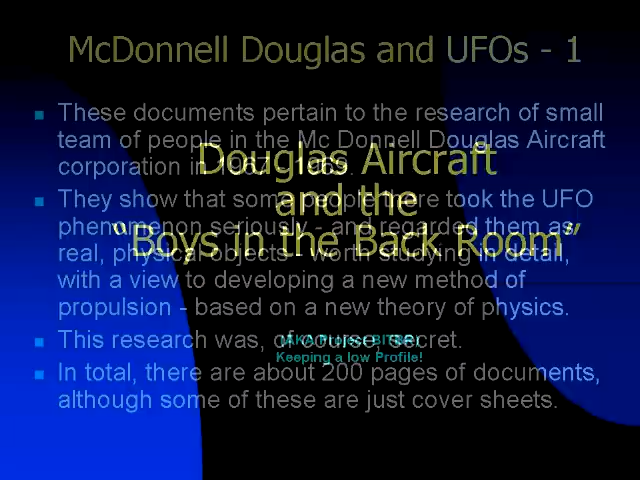 McDonnell Douglas and UFOs - 1
These documents pertain to the research of small
team of people in the Mc Donnell Douglas Aircraft
corporation in 1967 - 1969.
Douglas Aircraft
and the
"Boys in the Back Room"
They show that some people there took the UFO
phenomenon seriously - and regarded them as
real, physical objects - worth studying in detail,
with a view to developing a new method of
propulsion - based on a new theory of physics.
This research was, of course, secret.
Keeping a low Profile!
In total, there are about 200 pages of documents,
although some of these are just cover sheets.